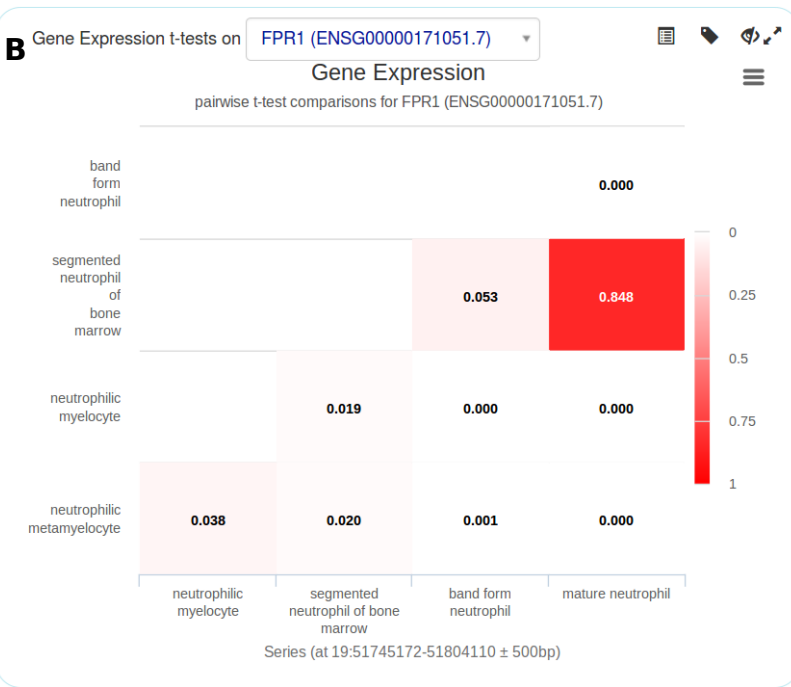 B
Gene Expression t-tests on FPR1 (ENSG00000171051.7)
Gene Expression
pairwise t-test comparisons for FPR1 (ENSG00000171051.7)
band
form
neutrophil
0.000
segmented
neutrophil
of
bone
marrow
0.053 0.848
neutrophilic
myelocyte
0.019 0.000 0.000
neutrophilic
metamyelocyte
0.038 0.020 0.001 0.000
0
0.25
0.5
0.75
1
neutrophilic
myelocyte
segmented
neutrophil of bone
marrow
band form
neutrophil
mature neutrophil
Series (at 19:51745172-51804110 ± 500bp)